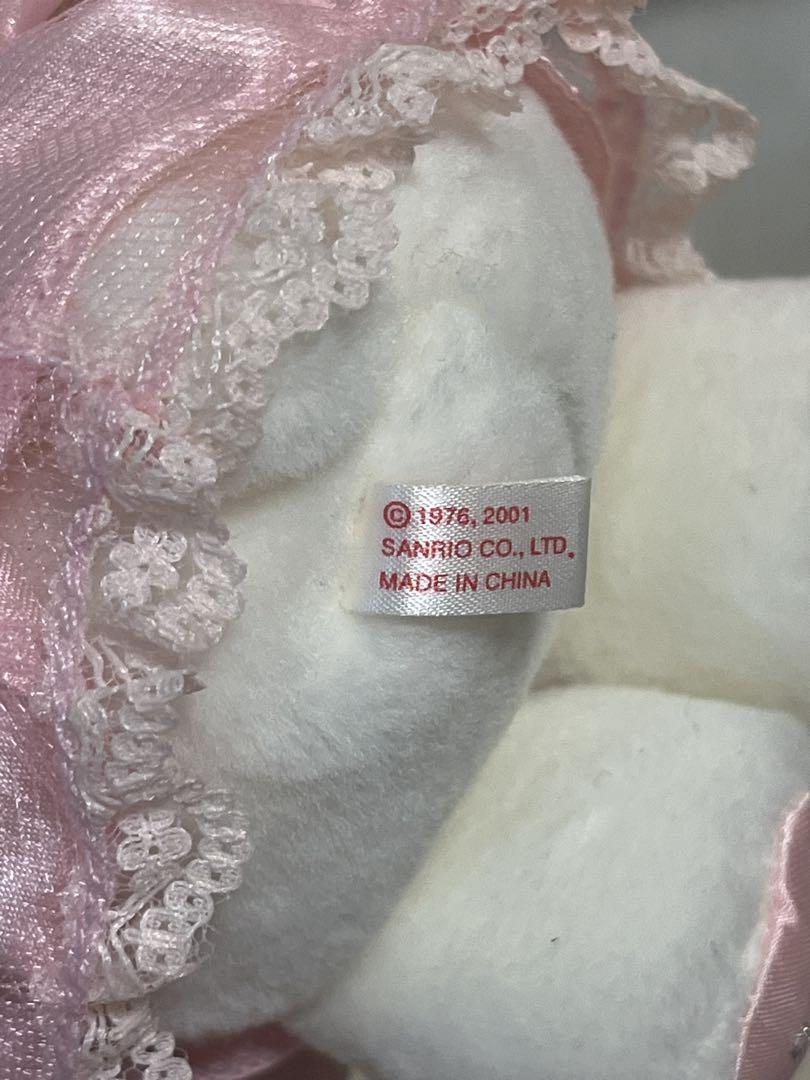 © 1976, 2001
SANRIO CO., LTD.
MADE IN CHINA